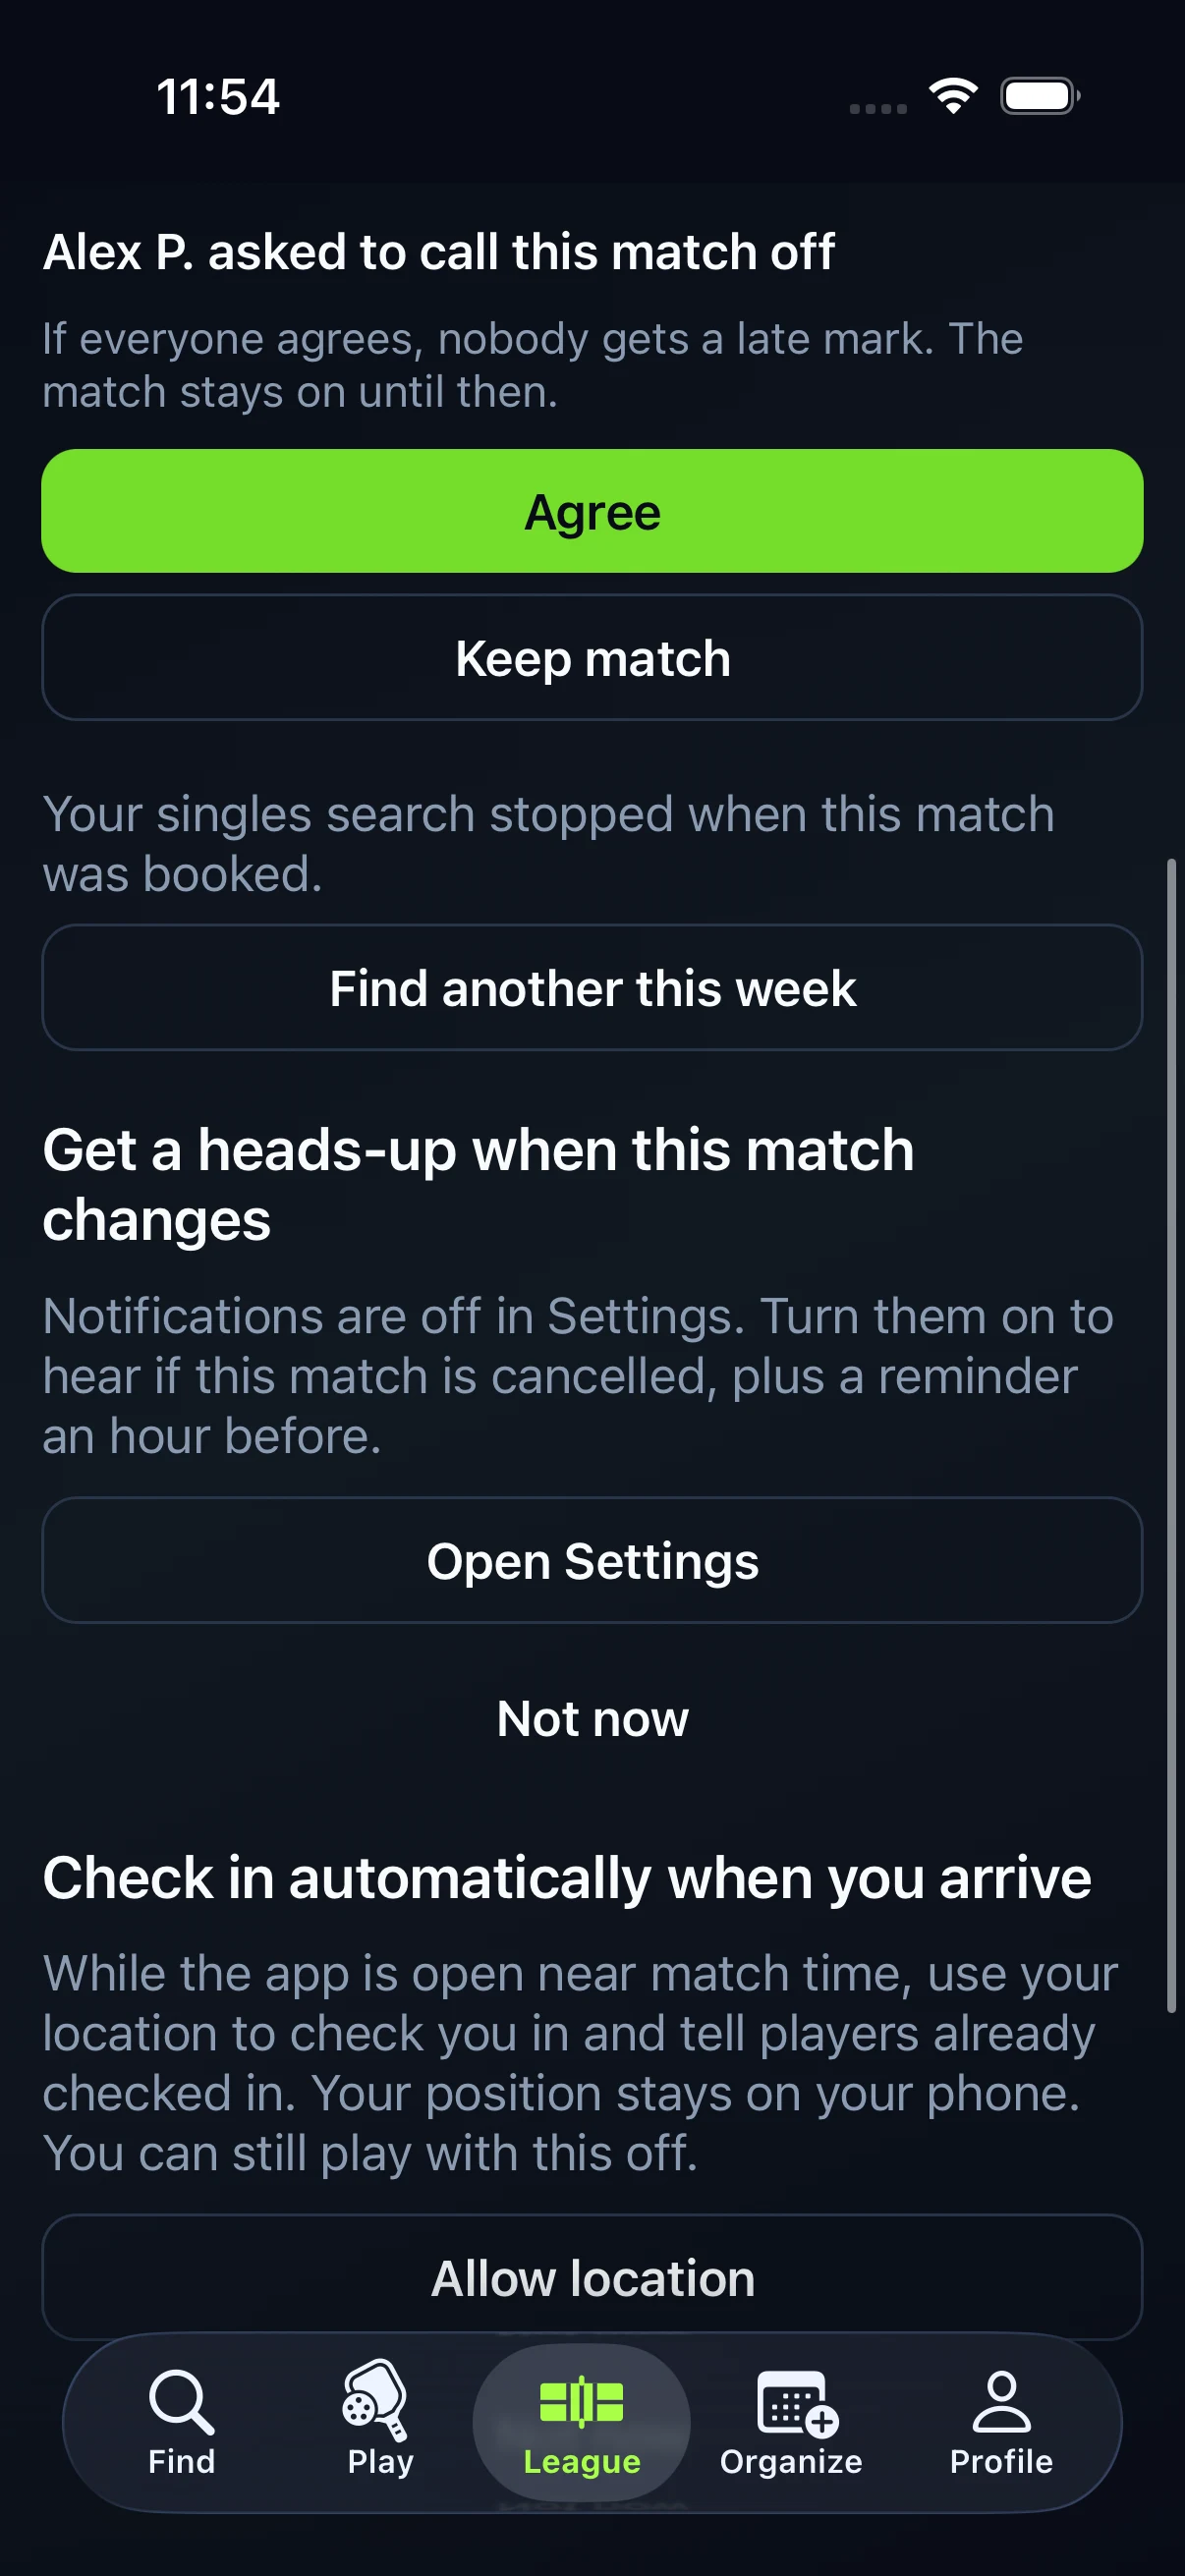 11:54
Alex P. asked to call this match off
If everyone agrees, nobody gets a late mark. The
match stays on until then.
Agree
Keep match
Your singles search stopped when this match
was booked.
Find another this week
Get a heads-up when this match
changes
Notifications are off in Settings. Turn them on to
hear if this match is cancelled, plus a reminder
an hour before.
Open Settings
Not now
Check in automatically when you arrive
While the app is open near match time, use your
location to check you in and tell players already
checked in. Your position stays on your phone.
You can still play with this off.
Allow location
Find
Play
League
Organize
Profile